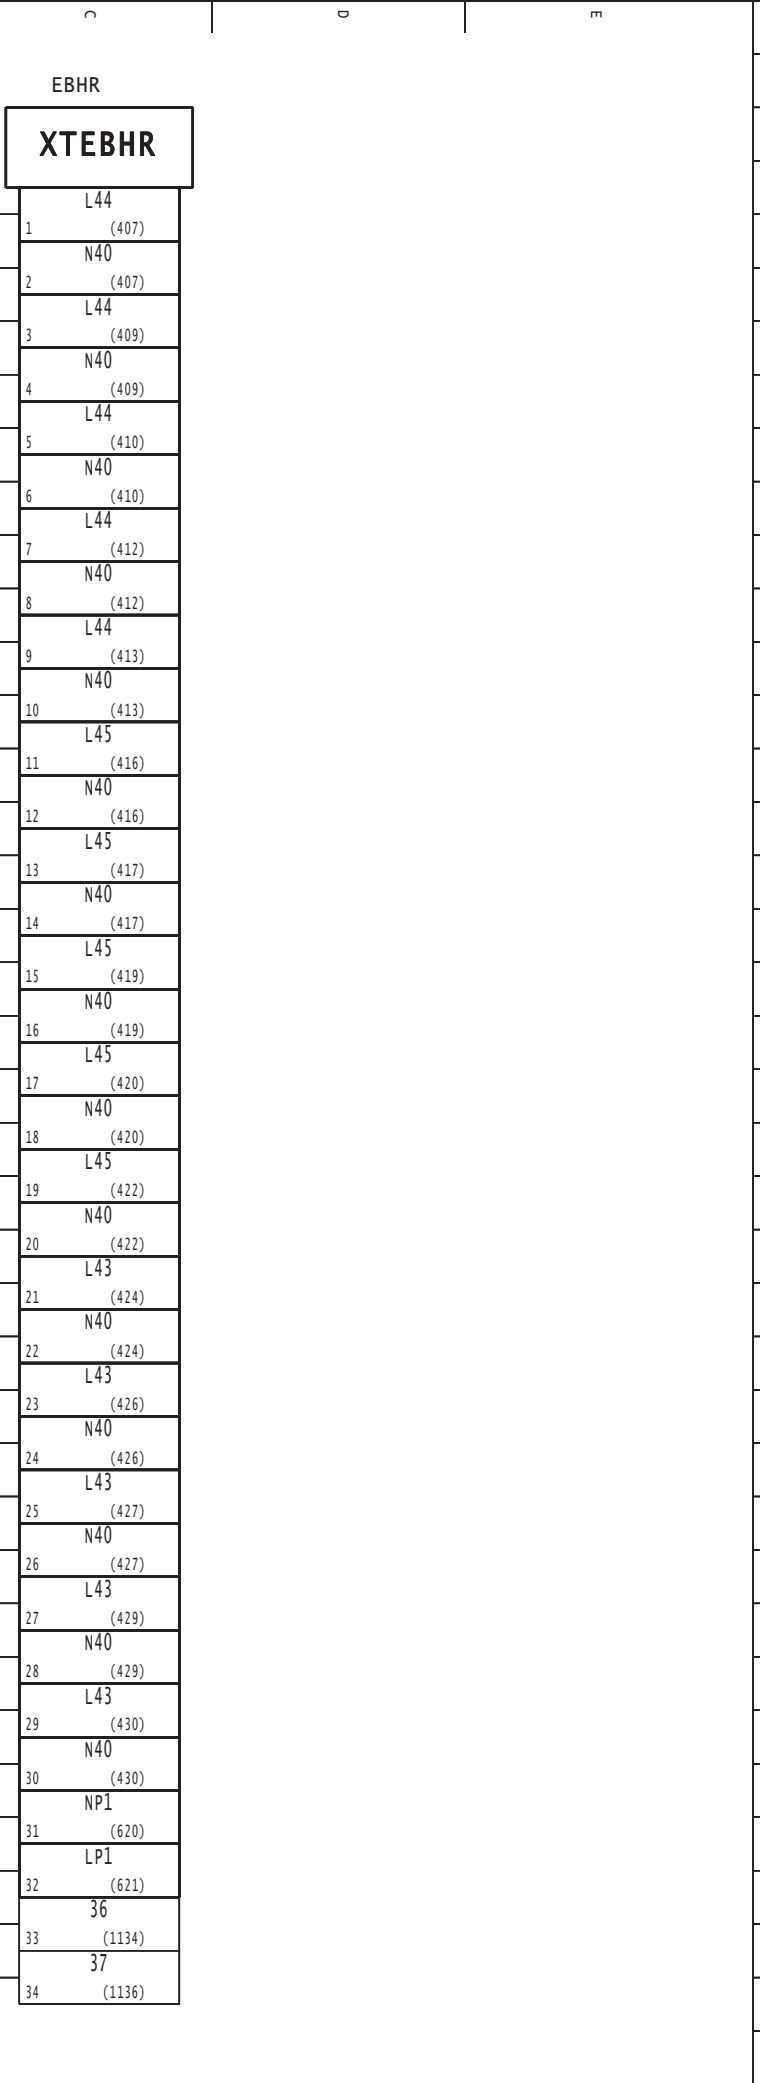 C D E
EBHR
XTEBHR
L44
1 (407)
N40
2 (407)
L44
3 (409)
N40
4 (409)
L44
5 (410)
N40
6 (410)
L44
7 (412)
N40
8 (412)
L44
9 (413)
N40
10 (413)
L45
11 (416)
N40
12 (416)
L45
13 (417)
N40
14 (417)
L45
15 (419)
N40
16 (419)
L45
17 (420)
N40
18 (420)
L45
19 (422)
N40
20 (422)
L43
21 (424)
N40
22 (424)
L43
23 (426)
N40
24 (426)
L43
25 (427)
N40
26 (427)
L43
27 (429)
N40
28 (429)
L43
29 (430)
N40
30 (430)
NP1
31 (620)
LP1
32 (621)
36
33 (1134)
37
34 (1136)